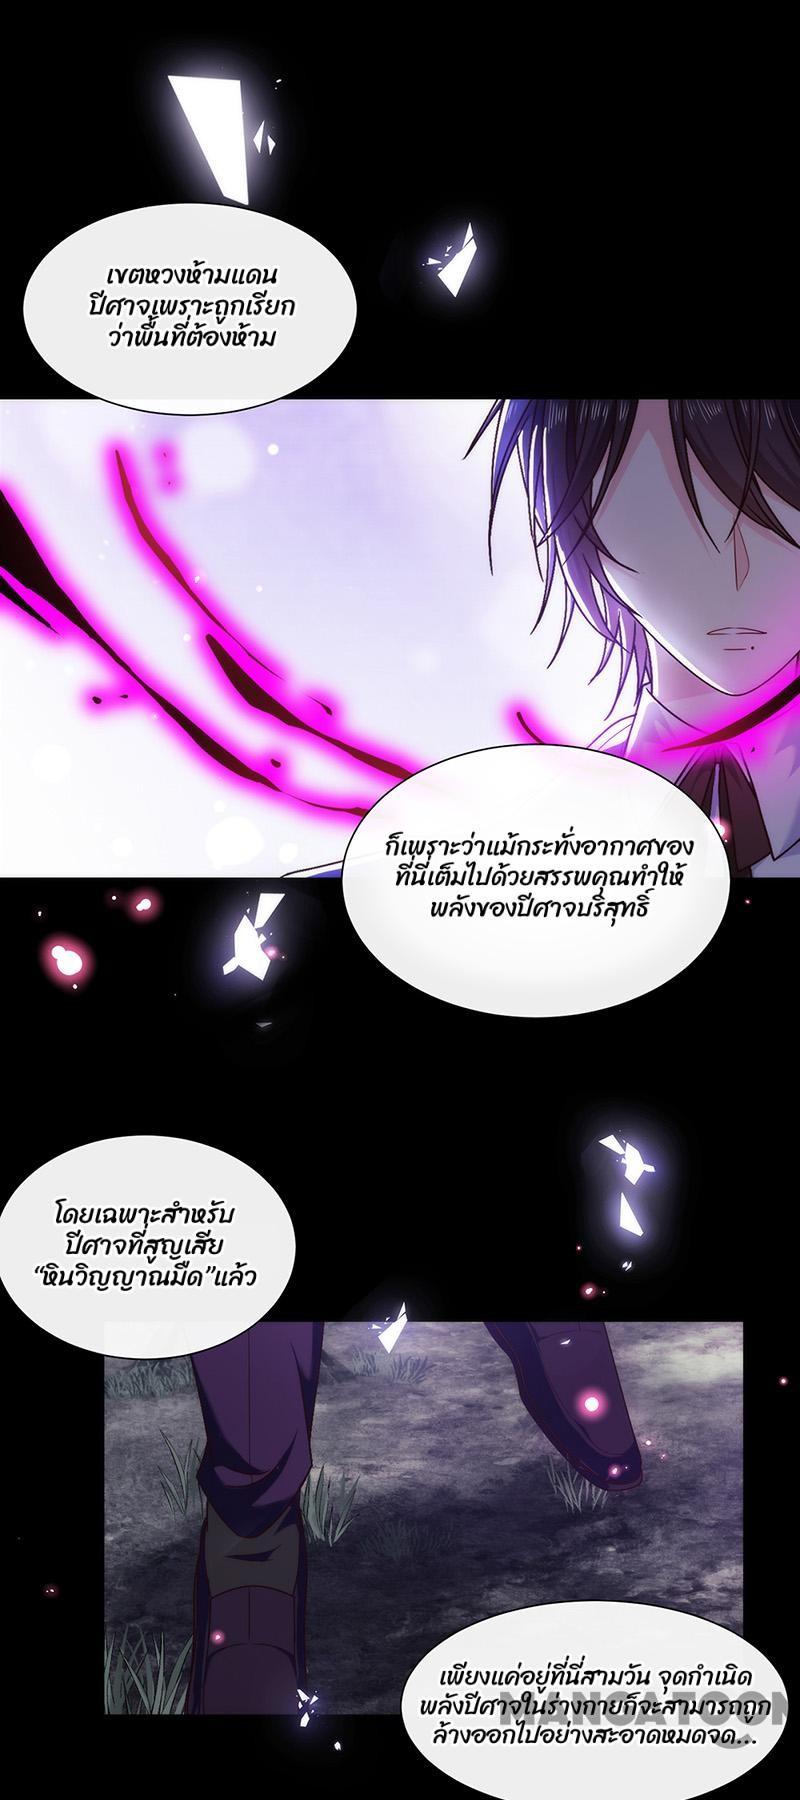 เขตหวงห้ามแดน
ปีศาจเพราะถูกเรียก
ว่าพื้นที่ต้องห้าม
ก็เพราะว่าแม้กระทั่งอากาศของ
ที่นี่เต็มไปด้วยสรรพคุณทำให้
พลังของปีศาจบริสุทธิ์
โดยเฉพาะสำหรับ
ปีศาจที่สูญเสีย
“หินวิญญาณมืด”แล้ว
เพียงแค่อยู่ที่นี่สามวัน จุดกำเนิด
พลังปีศาจในร่างกายก็จะสามารถถูก
ล้างออกไปอย่างสะอาดหมดจด...
MANGATOON